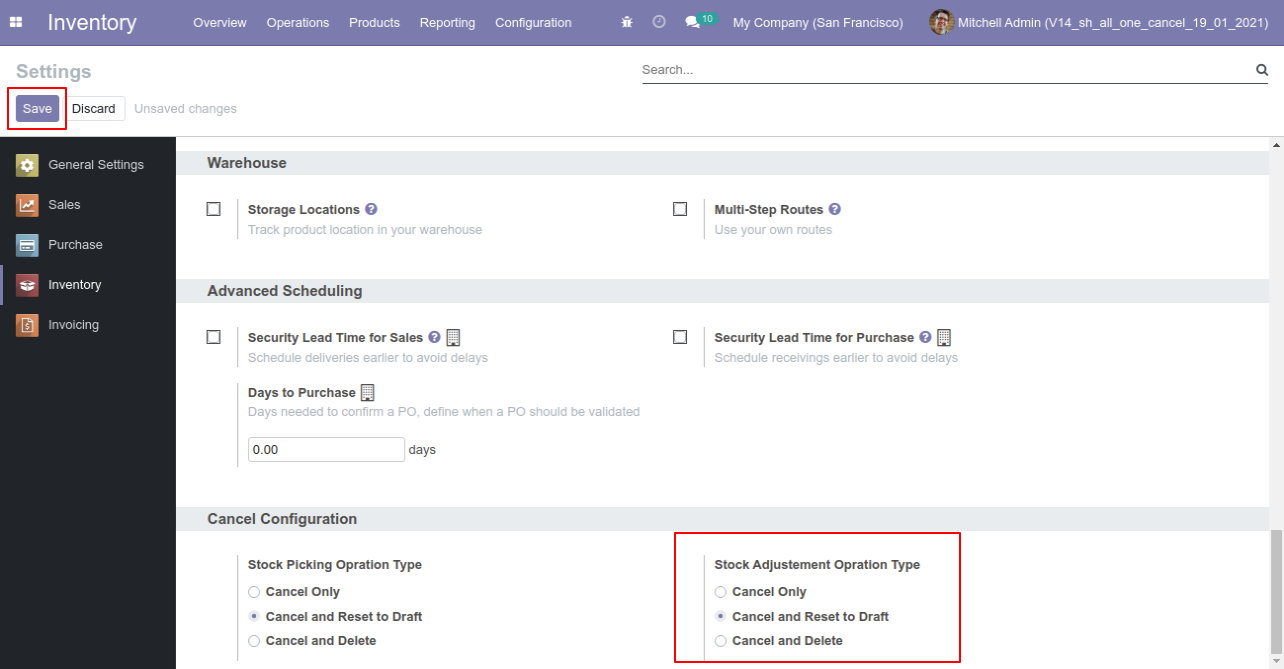 Inventory Overview Operations Products Reporting Configuration 10 My Company (San Francisco) Mitchell Admin (V14_sh_all_one_cancel_19_01_2021)
Settings
Search...
Save Discard Unsaved changes
General Settings
Sales
Purchase
Inventory
Invoicing
Warehouse
Storage Locations ?
Track product location in your warehouse
Multi-Step Routes ?
Use your own routes
Advanced Scheduling
Security Lead Time for Sales ?
Schedule deliveries earlier to avoid delays
Security Lead Time for Purchase ?
Schedule receivings earlier to avoid delays
Days to Purchase
Days needed to confirm a PO, define when a PO should be validated
0.00 days
Cancel Configuration
Stock Picking Opration Type
Cancel Only
Cancel and Reset to Draft
Cancel and Delete
Stock Adjustement Opration Type
Cancel Only
Cancel and Reset to Draft
Cancel and Delete